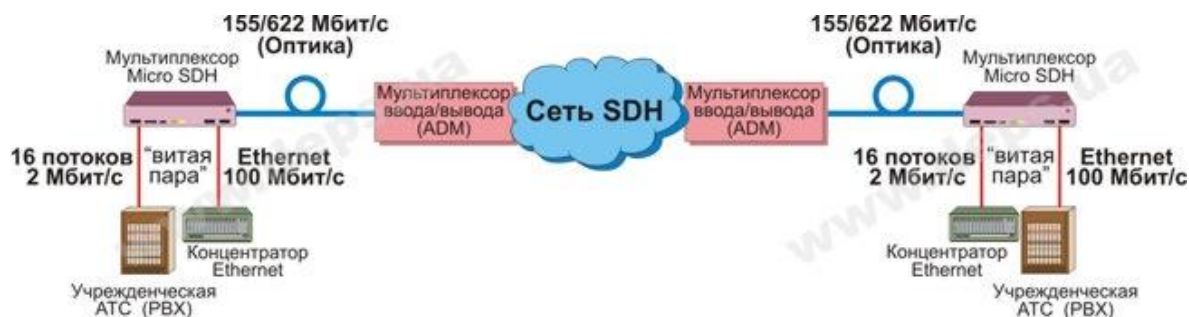 155/622 Мбит/с
(Оптика)
Мультиплексор
Micro SDH
Мультиплексор
ввода/вывода
(ADM)
16 потоков
2 Мбит/с
"витая
пара"
Ethernet
100 Мбит/с
Концентратор
Ethernet
Учрежденческая
АТС (PBX)
Сеть SDH
155/622 Мбит/с
(Оптика)
Мультиплексор
ввода/вывода
(ADM)
Мультиплексор
Micro SDH
16 потоков
2 Мбит/с
"витая
пара"
Ethernet
100 Мбит/с
Концентратор
Ethernet
Учрежденческая
АТС (PBX)